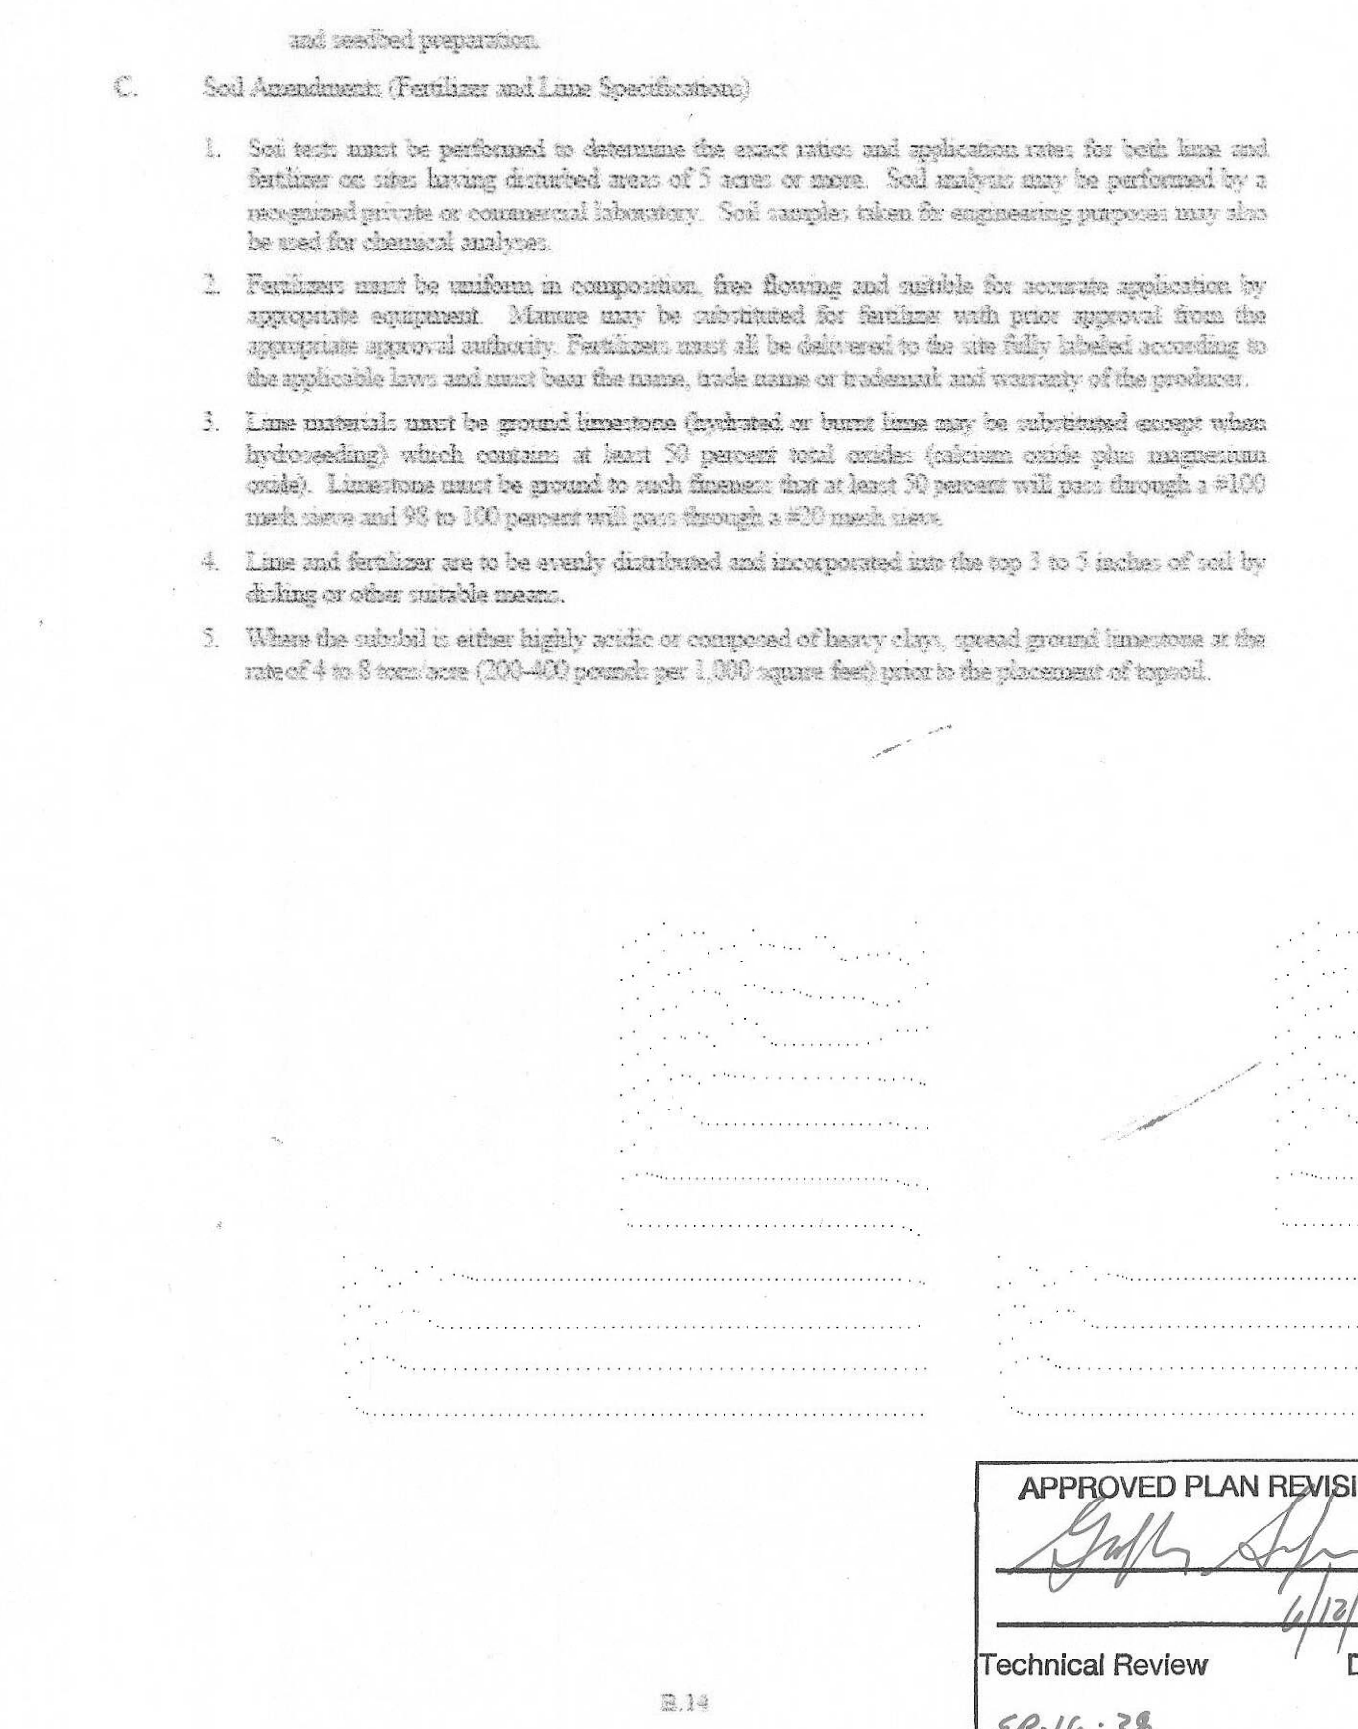 and seedbed preparation.
C. Soil Amendments (Fertilizer and Lime Specifications)
1. Soil tests must be performed to determine the exact ratios and application rates for both lime and
fertilizer on sites having disturbed areas of 5 acres or more. Soil analysis may be performed by a
recognized private or commercial laboratory. Soil samples taken for engineering purposes may also
be used for chemical analyses.
2. Fertilizers must be uniform in composition, free flowing and suitable for accurate application by
appropriate equipment. Manure may be substituted for fertilizer with prior approval from the
appropriate approval authority. Fertilizers must all be delivered to the site fully labeled according to
the applicable laws and must bear the name, trade name or trademark and warranty of the producer.
3. Lime materials must be ground limestone (hydrated or burnt lime may be substituted except when
hydroseeding) which contains at least 50 percent total oxides (calcium oxide plus magnesium
oxide). Limestone must be ground to such fineness that at least 50 percent will pass through a #100
mesh sieve and 98 to 100 percent will pass through a #20 mesh sieve.
4. Lime and fertilizer are to be evenly distributed and incorporated into the top 3 to 5 inches of soil by
disking or other suitable means.
5. Where the subsoil is either highly acidic or composed of heavy clays, spread ground limestone at the
rate of 4 to 8 tons/acre (200-400 pounds per 1,000 square feet) prior to the placement of topsoil.
APPROVED PLAN REVISI
6/12/
Technical Review D
B.14